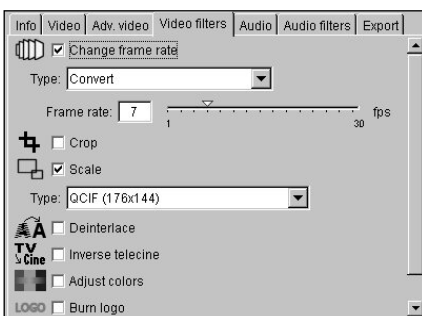 Info Video Adv. video Video filters Audio Audio filters Export
Change frame rate
Type: Convert
Frame rate: 7 fps
1 30
Crop
Scale
Type: QCIF (176x144)
A A Deinterlace
TV
Cine Inverse telecine
Adjust colors
LOGO Burn logo